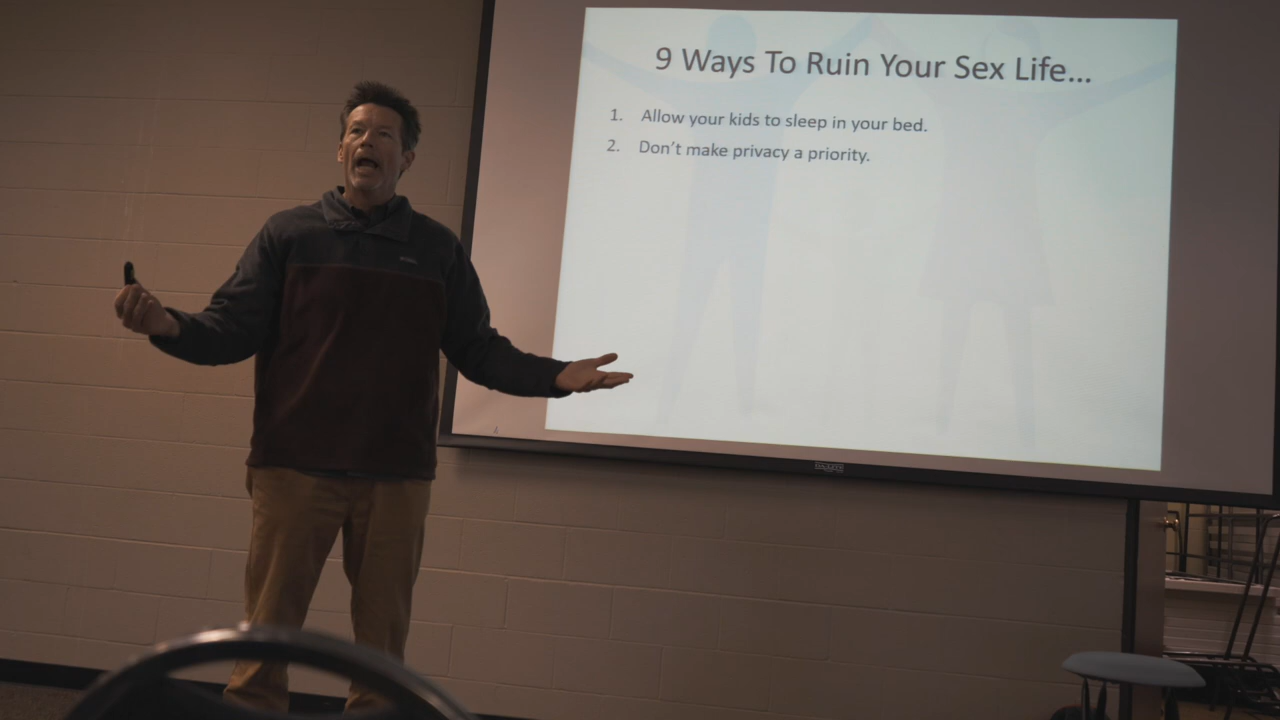 9 Ways To Ruin Your Sex Life...
1. Allow your kids to sleep in your bed.
2. Don't make privacy a priority.